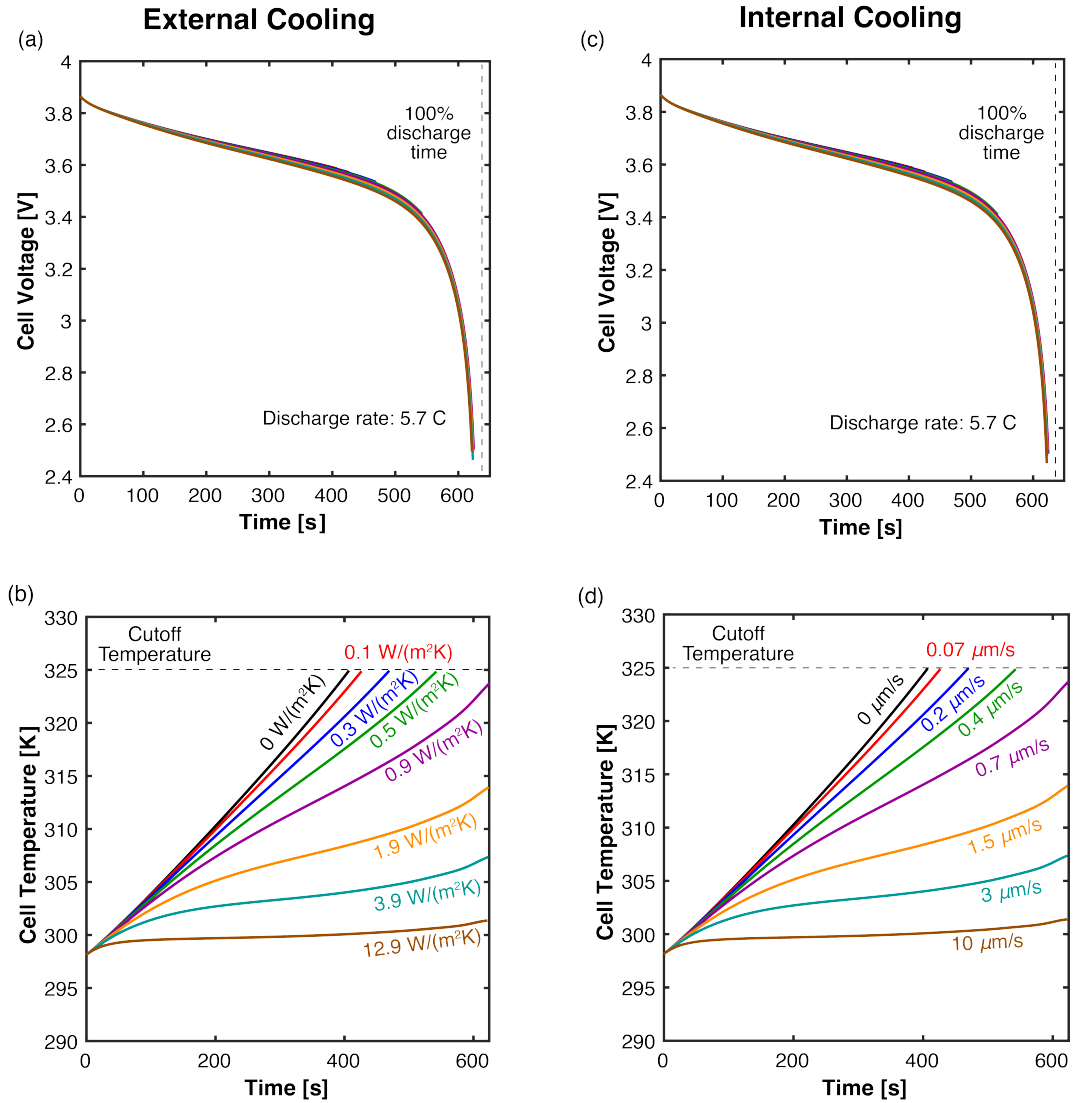 External Cooling
Internal Cooling
(a)
4
3.8
3.6
3.4
3.2
3
2.8
2.6
2.4
Cell Voltage [V]
100%
discharge
time
Discharge rate: 5.7 C
0 100 200 300 400 500 600
Time [s]
(c)
4
3.8
3.6
3.4
3.2
3
2.8
2.6
2.4
Cell Voltage [V]
100%
discharge
time
Discharge rate: 5.7 C
0 100 200 300 400 500 600
Time [s]
(b)
330
325
320
315
310
305
300
295
290
Cell Temperature [K]
Cutoff
Temperature
0.1 W/(m²K)
0 W/(m²K)
0.3 W/(m²K)
0.5 W/(m²K)
0.9 W/(m²K)
1.9 W/(m²K)
3.9 W/(m²K)
12.9 W/(m²K)
0 200 400 600
Time [s]
(d)
330
325
320
315
310
305
300
295
290
Cell Temperature [K]
Cutoff
Temperature
0.07 μm/s
0 μm/s
0.2 μm/s
0.4 μm/s
0.7 μm/s
1.5 μm/s
3 μm/s
10 μm/s
0 200 400 600
Time [s]